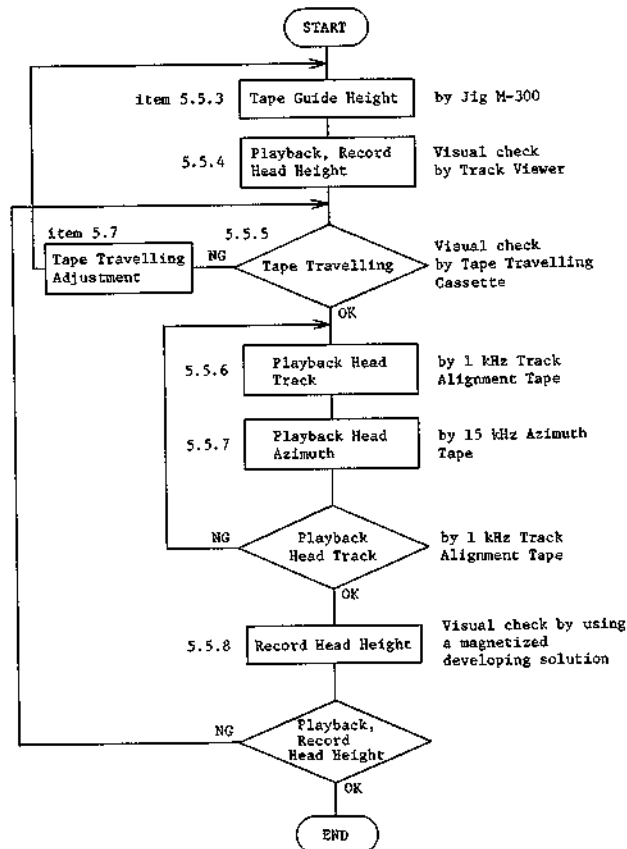 START
item 5.5.3
Tape Guide Height
by Jig M-300
5.5.4
Playback, Record
Head Height
Visual check
by Track Viewer
item 5.7
Tape Travelling
Adjustment
NG
5.5.5
Tape Travelling
Visual check
by Tape Travelling
Cassette
OK
5.5.6
Playback Head
Track
by 1 kHz Track
Alignment Tape
5.5.7
Playback Head
Azimuth
by 15 kHz Azimuth
Tape
NG
Playback
Head Track
by 1 kHz Track
Alignment Tape
OK
5.5.8
Record Head Height
Visual check by using
a magnetized
developing solution
NG
Playback,
Record
Head Height
OK
END